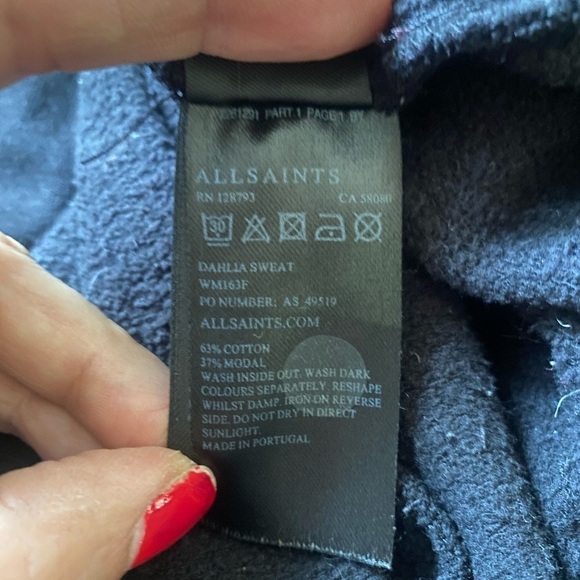 PART 1 PAGE 1 BY
ALLSAINTS
RN 128793 CA 58080
30
DAHLIA SWEAT
WM163F
PO NUMBER; AS 49519
ALLSAINTS.COM
63% COTTON
37% MODAL
WASH INSIDE OUT. WASH DARK
COLOURS SEPARATELY. RESHAPE
WHILST DAMP. IRON ON REVERSE
SIDE. DO NOT DRY IN DIRECT
SUNLIGHT.
MADE IN PORTUGAL